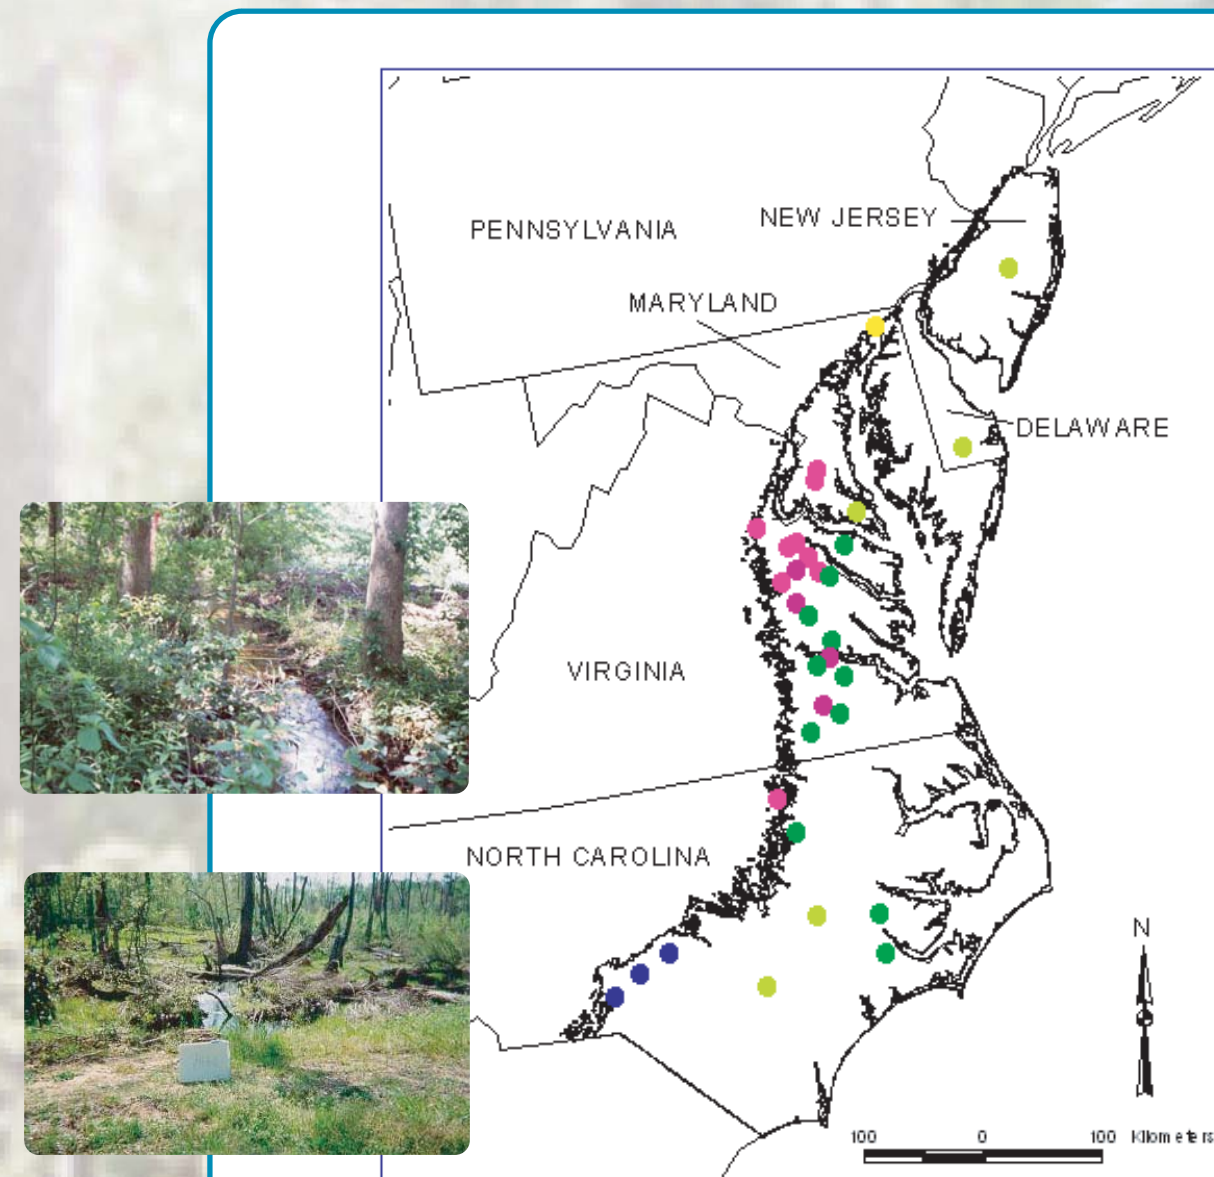 NEW JERSEY
PENNSYLVANIA
MARYLAND
DELAWARE
VIRGINIA
NORTH CAROLINA
N
100 0 100 Kilometers